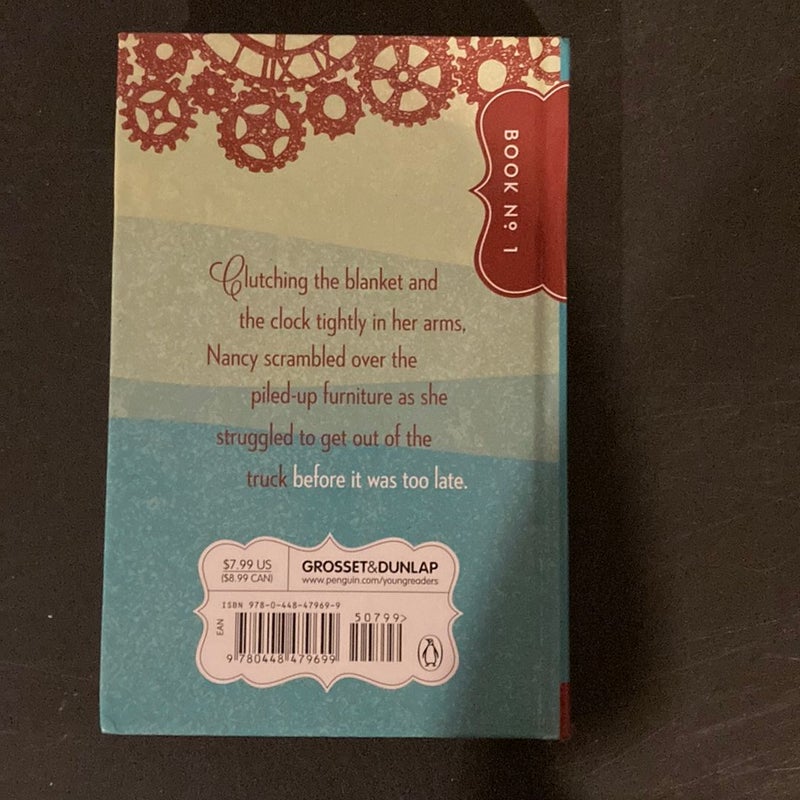 BOOK Nº 1
Clutching the blanket and
the clock tightly in her arms,
Nancy scrambled over the
piled-up furniture as she
struggled to get out of the
truck before it was too late.
$7.99 US
($8.99 CAN)
GROSSET&DUNLAP
www.penguin.com/youngreaders
ISBN 978-0-448-47969-9
50799>
EAN
9 780448 479699